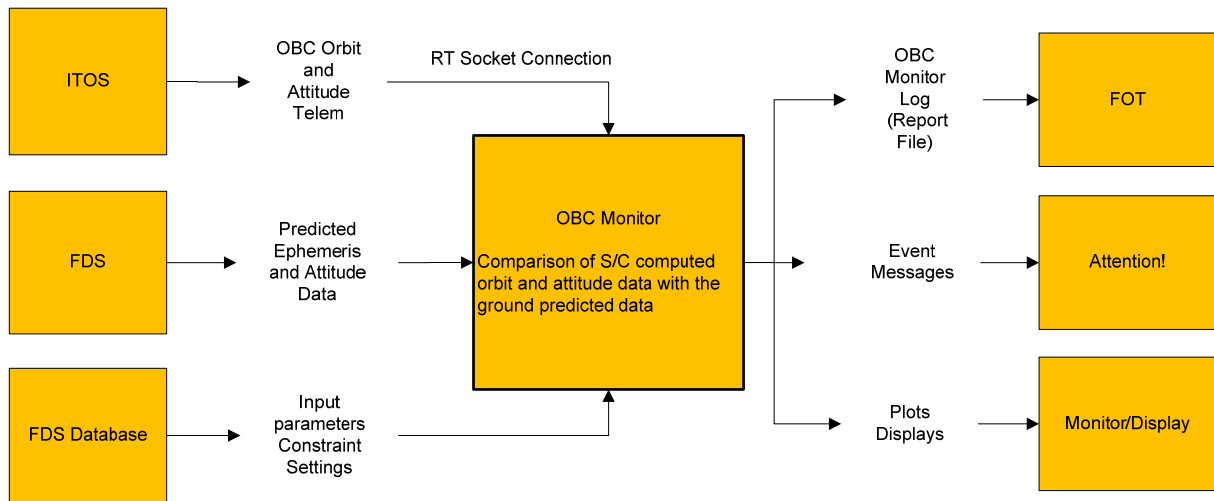 ITOS
OBC Orbit
and
Attitude
Telem
RT Socket Connection
OBC
Monitor
Log
(Report
File)
FOT
FDS
Predicted
Ephemeris
and Attitude
Data
OBC Monitor
Comparison of S/C computed
orbit and attitude data with the
ground predicted data
Event
Messages
Attention!
FDS Database
Input
parameters
Constraint
Settings
Plots
Displays
Monitor/Display